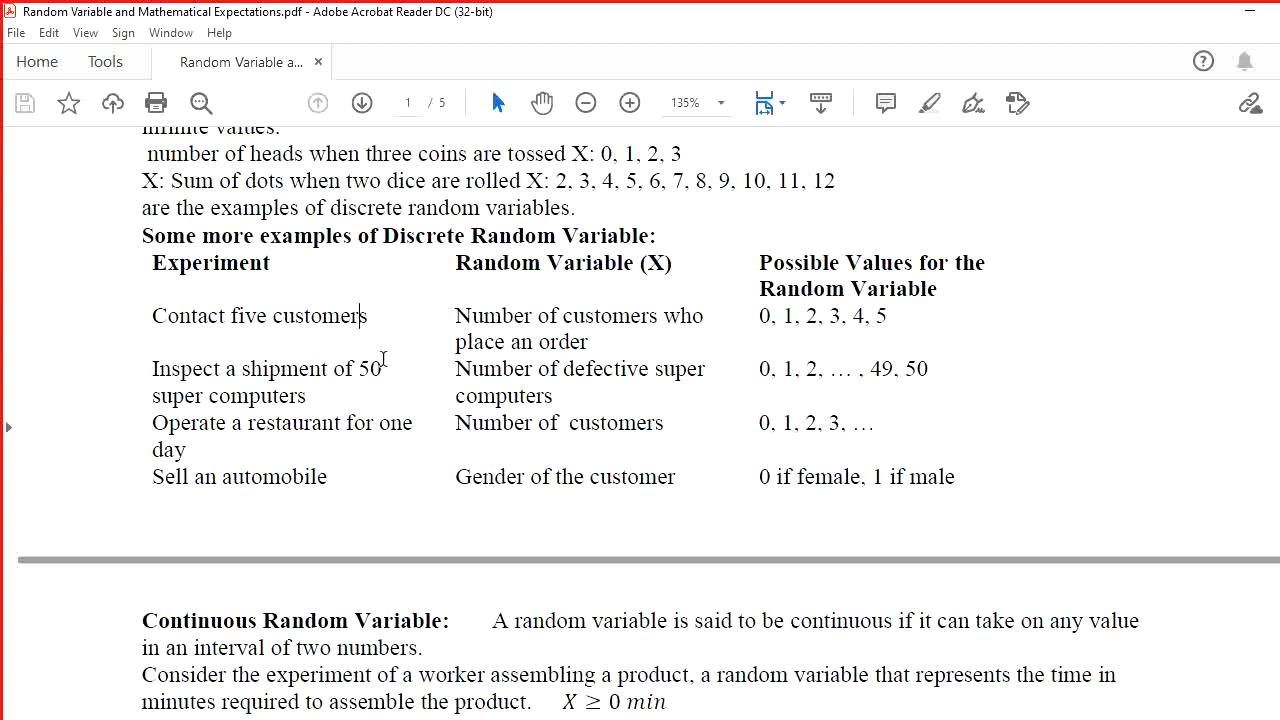 Random Variable and Mathematical Expectations.pdf - Adobe Acrobat Reader DC (32-bit)
File Edit View Sign Window Help
Home Tools Random Variable a... ×
1 / 5 135%
infinite values.
number of heads when three coins are tossed X: 0, 1, 2, 3
X: Sum of dots when two dice are rolled X: 2, 3, 4, 5, 6, 7, 8, 9, 10, 11, 12
are the examples of discrete random variables.
Some more examples of Discrete Random Variable:
Experiment Random Variable (X) Possible Values for the
Random Variable
Contact five customers Number of customers who 0, 1, 2, 3, 4, 5
place an order
Inspect a shipment of 50 Number of defective super 0, 1, 2, … , 49, 50
super computers computers
Operate a restaurant for one Number of customers 0, 1, 2, 3, …
day
Sell an automobile Gender of the customer 0 if female, 1 if male
Continuous Random Variable: A random variable is said to be continuous if it can take on any value
in an interval of two numbers.
Consider the experiment of a worker assembling a product, a random variable that represents the time in
minutes required to assemble the product. X ≥ 0 min